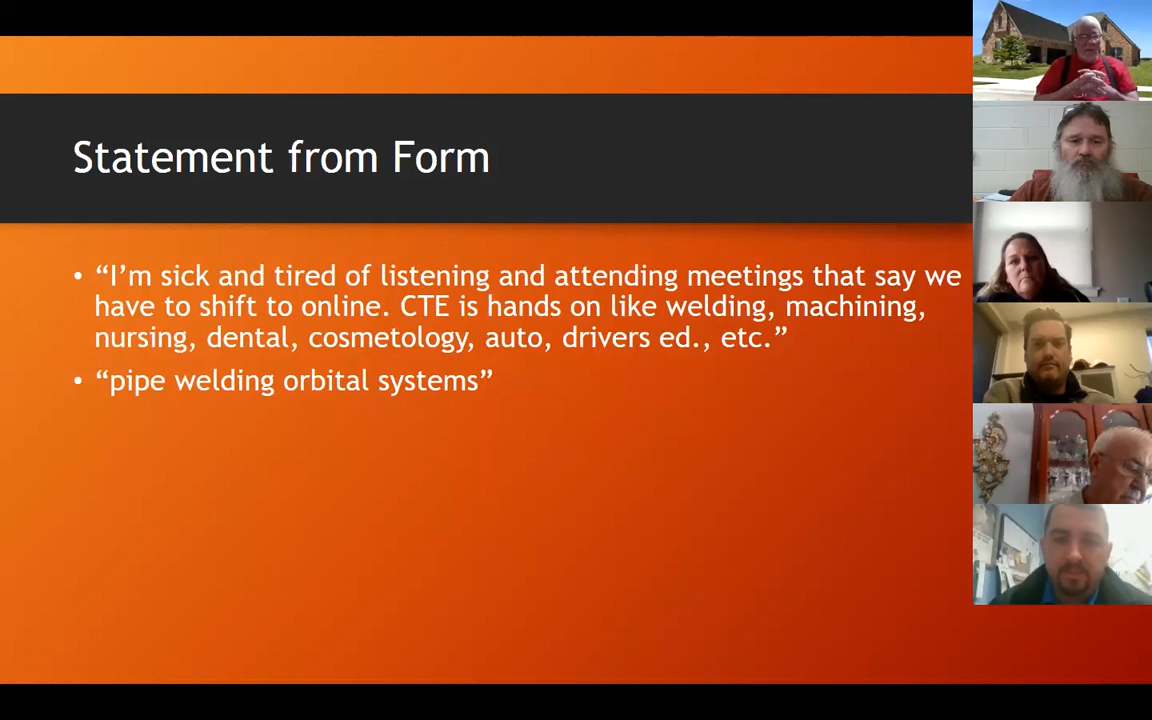 Statement from Form
• “I’m sick and tired of listening and attending meetings that say we
have to shift to online. CTE is hands on like welding, machining,
nursing, dental, cosmetology, auto, drivers ed., etc.”
• “pipe welding orbital systems”